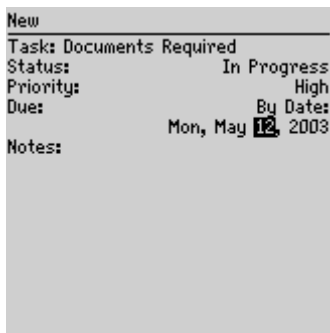 New
Task: Documents Required
Status: In Progress
Priority: High
Due: By Date:
Mon, May 12, 2003
Notes: